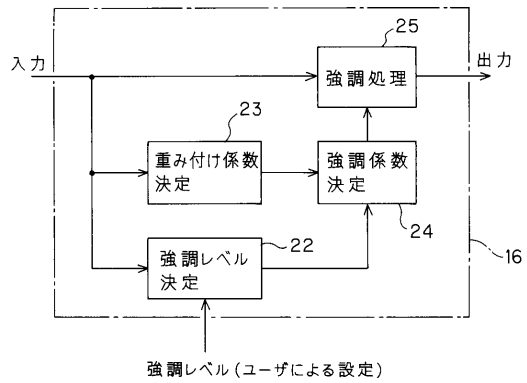 25
入力
強調処理
出力
23
重み付け係数
決定
強調係数
決定
24
22
強調レベル
決定
16
強調レベル(ユーザによる設定)